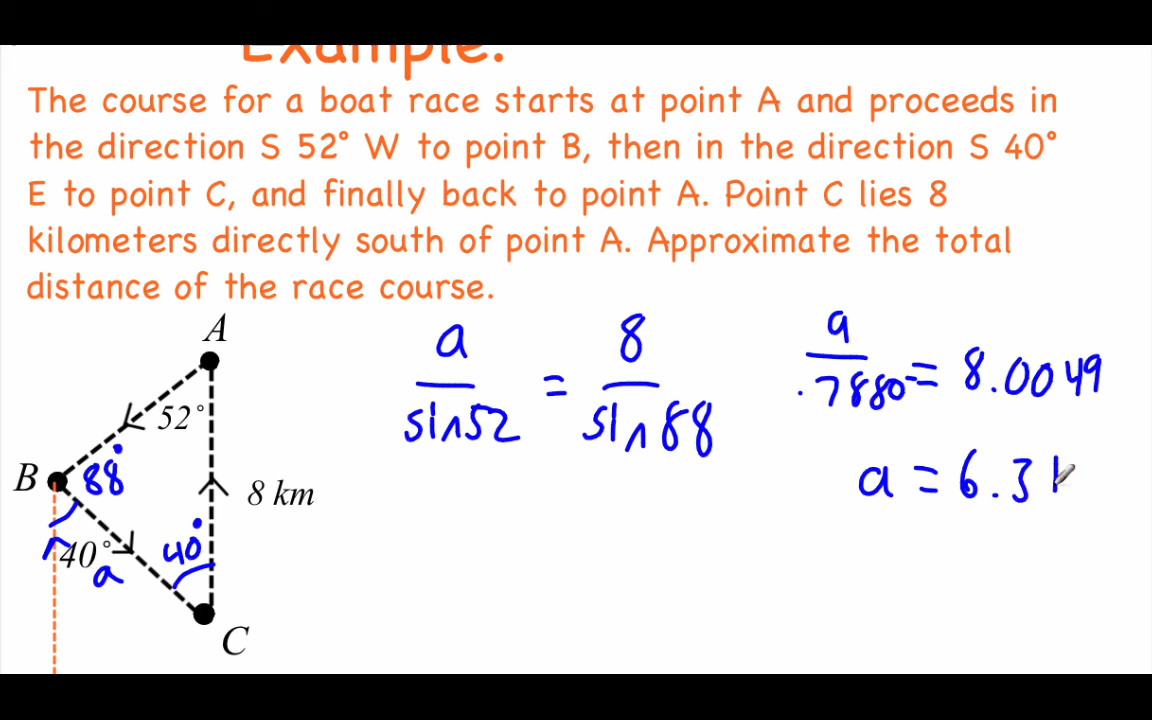 Example:
The course for a boat race starts at point A and proceeds in
the direction S 52° W to point B, then in the direction S 40°
E to point C, and finally back to point A. Point C lies 8
kilometers directly south of point A. Approximate the total
distance of the race course.
A
52°
B
88°
8 km
40°
40°
a
C
a
sin52
=
8
sin88
a
.7880
= 8.0049
a = 6.3